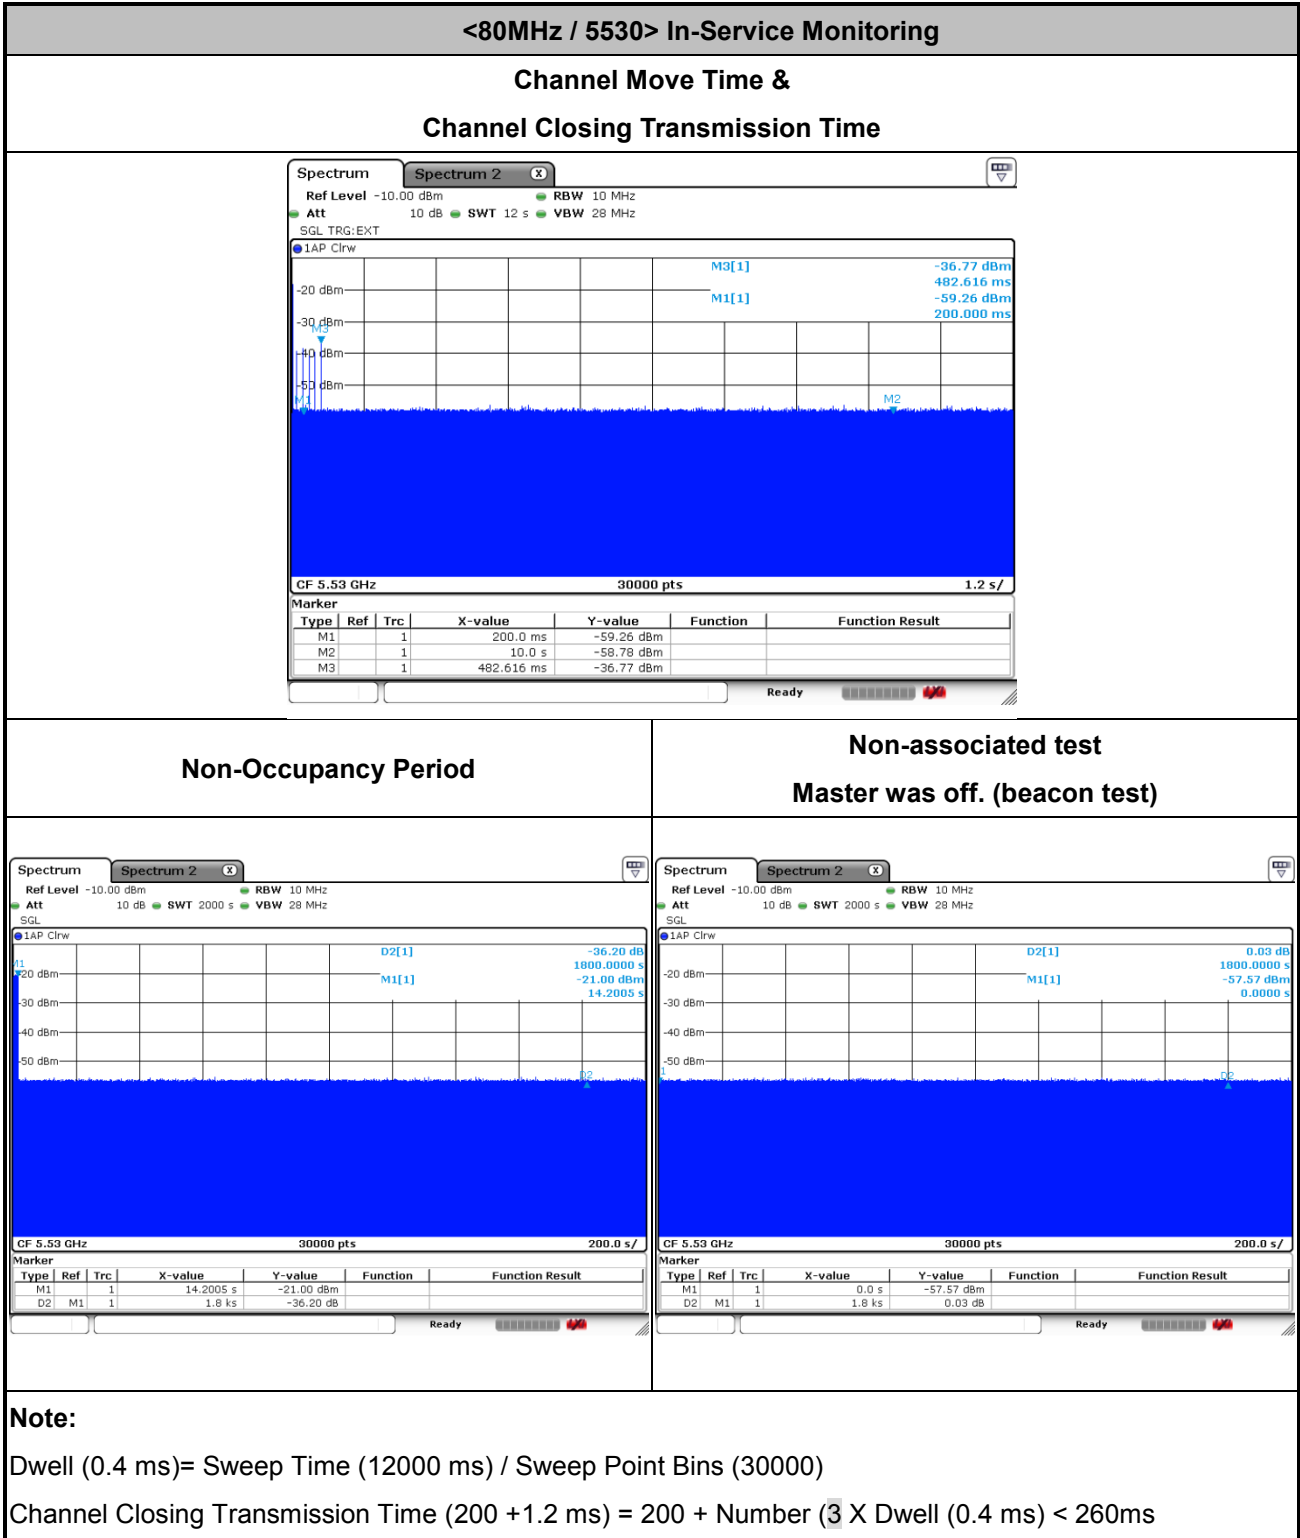 <80MHz / 5530> In-Service Monitoring
Channel Move Time &
Channel Closing Transmission Time
Spectrum
Spectrum 2
X
Ref Level -10.00 dBm
RBW 10 MHz
Att 10 dB
SWT 12 s
VBW 28 MHz
SGL TRG:EXT
1AP Clrw
M3[1] -36.77 dBm
482.616 ms
M1[1] -59.26 dBm
200.000 ms
-20 dBm
-30 dBm
M3
-40 dBm
-50 dBm
M1
M2
CF 5.53 GHz
30000 pts
1.2 s/
Marker
Type Ref Trc X-value Y-value Function Function Result
M1 1 200.0 ms -59.26 dBm
M2 1 10.0 s -58.78 dBm
M3 1 482.616 ms -36.77 dBm
Ready
Non-Occupancy Period
Non-associated test
Master was off. (beacon test)
Spectrum
Spectrum 2
X
Ref Level -10.00 dBm
RBW 10 MHz
Att 10 dB
SWT 2000 s
VBW 28 MHz
SGL
1AP Clrw
D2[1] -36.20 dB
1800.0000 s
M1[1] -21.00 dBm
14.2005 s
M1
-20 dBm
-30 dBm
-40 dBm
-50 dBm
D2
CF 5.53 GHz
30000 pts
200.0 s/
Marker
Type Ref Trc X-value Y-value Function Function Result
M1 1 14.2005 s -21.00 dBm
D2 M1 1 1.8 ks -36.20 dB
Ready
Spectrum
Spectrum 2
X
Ref Level -10.00 dBm
RBW 10 MHz
Att 10 dB
SWT 2000 s
VBW 28 MHz
SGL
1AP Clrw
D2[1] 0.03 dB
1800.0000 s
M1[1] -57.57 dBm
0.0000 s
-20 dBm
-30 dBm
-40 dBm
-50 dBm
1
D2
CF 5.53 GHz
30000 pts
200.0 s/
Marker
Type Ref Trc X-value Y-value Function Function Result
M1 1 0.0 s -57.57 dBm
D2 M1 1 1.8 ks 0.03 dB
Ready
Note:
Dwell (0.4 ms)= Sweep Time (12000 ms) / Sweep Point Bins (30000)
Channel Closing Transmission Time (200 +1.2 ms) = 200 + Number (3 X Dwell (0.4 ms) < 260ms